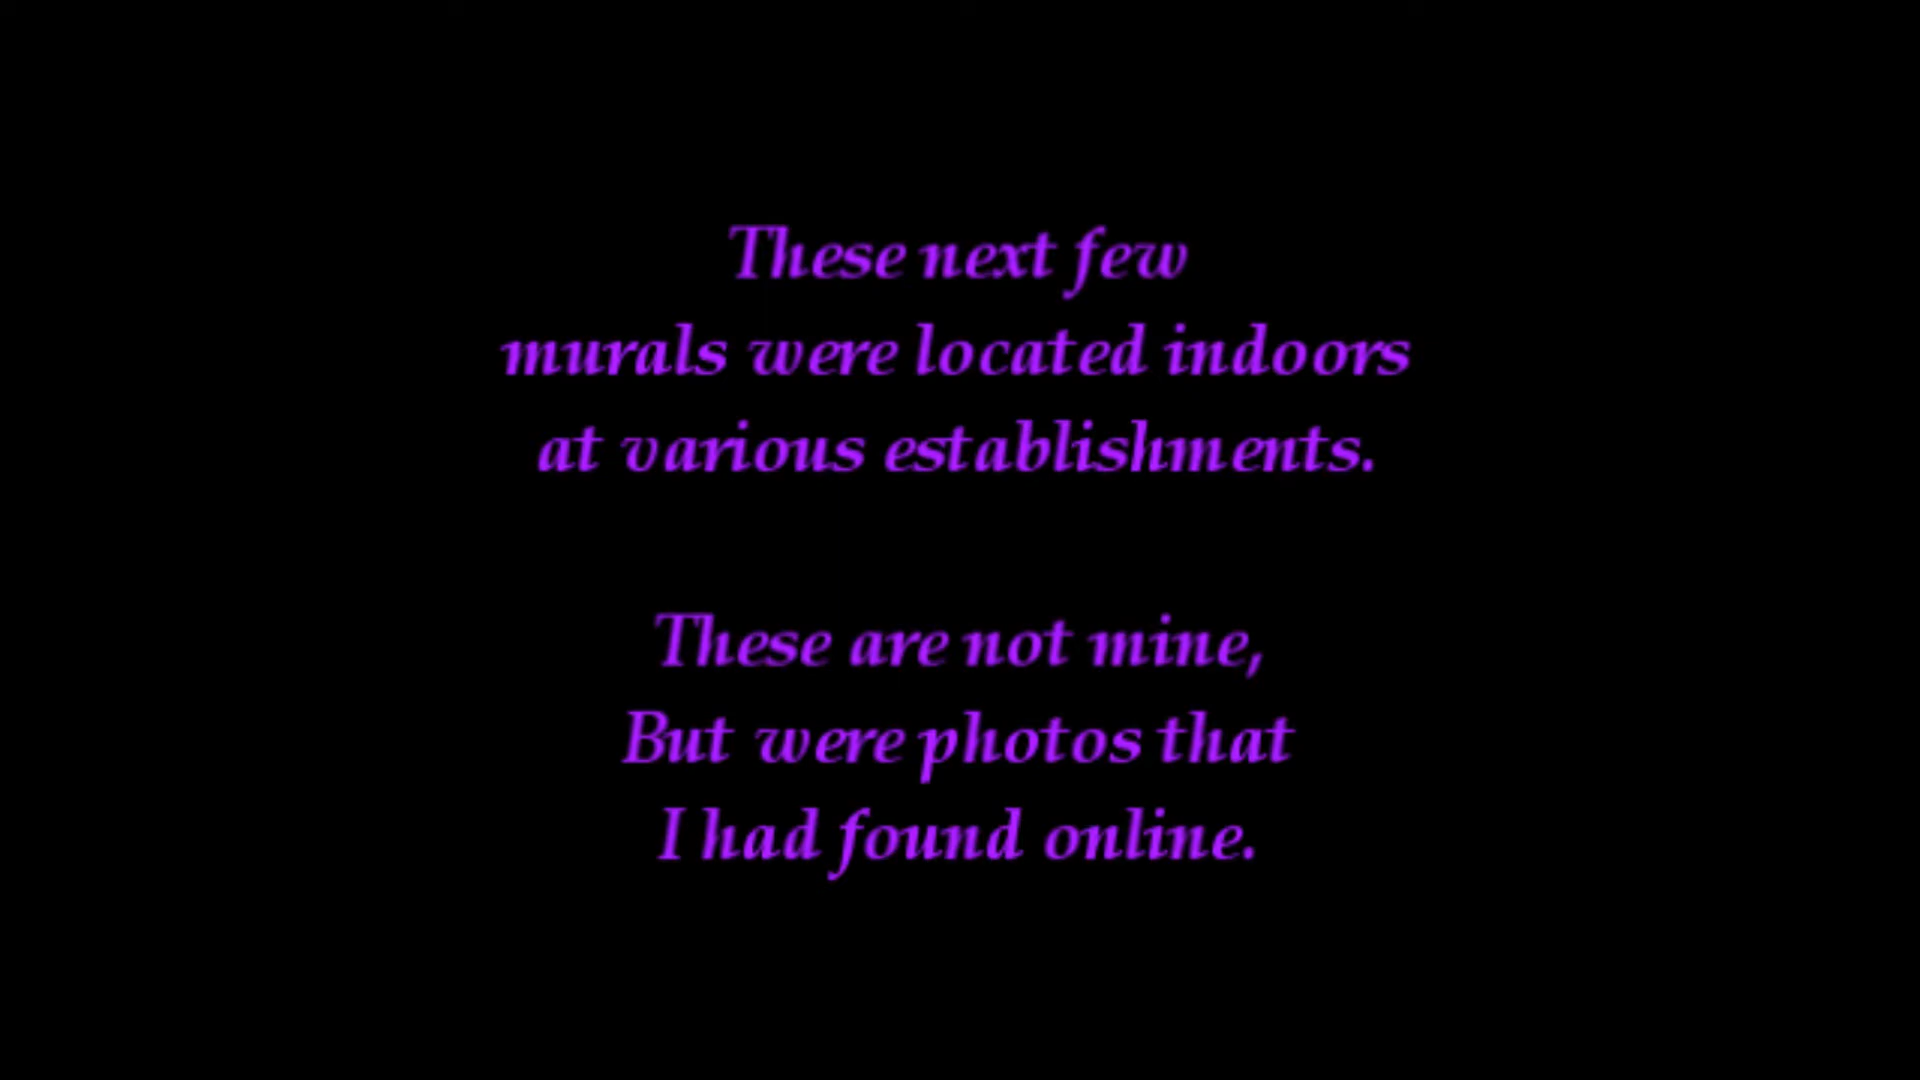 These next few
murals were located indoors
at various establishments.
These are not mine,
But were photos that
I had found online.